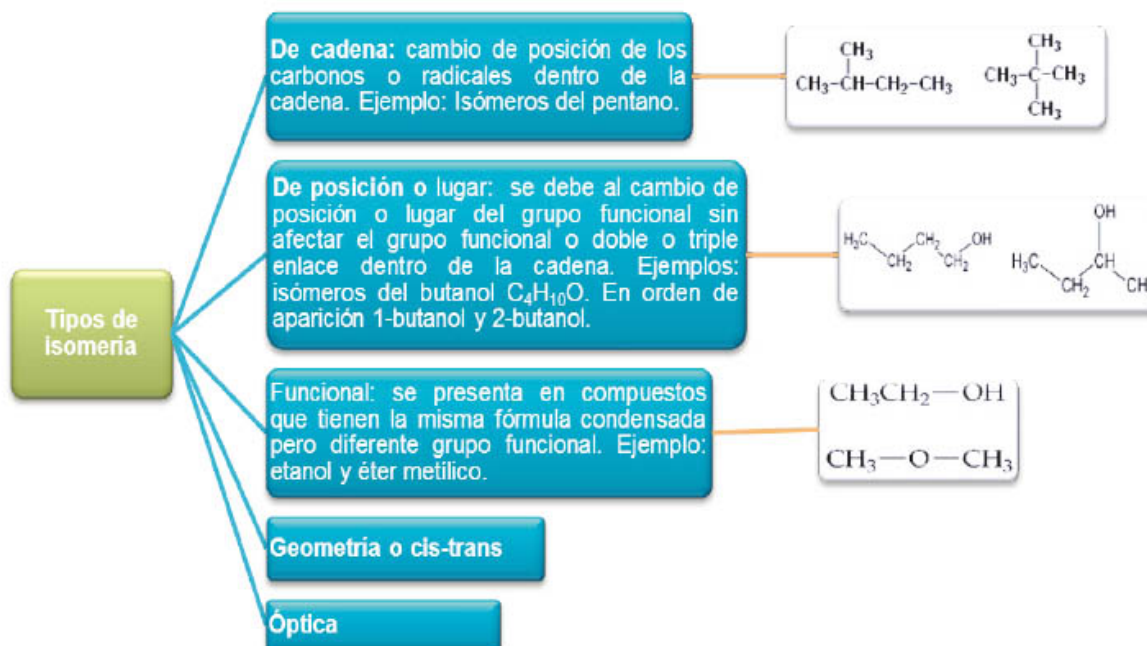 Tipos de
isomería
De cadena: cambio de posición de los
carbonos o radicales dentro de la
cadena. Ejemplo: Isómeros del pentano.
CH₃
CH₃-CH-CH₂-CH₃
CH₃
CH₃-C-CH₃
CH₃
De posición o lugar: se debe al cambio de
posición o lugar del grupo funcional sin
afectar el grupo funcional o doble o triple
enlace dentro de la cadena. Ejemplos:
isómeros del butanol C₄H₁₀O. En orden de
aparición 1-butanol y 2-butanol.
H₃C
CH₂
CH₂
CH₂
OH
OH
H₃C
CH
CH₂
CH
Funcional: se presenta en compuestos
que tienen la misma fórmula condensada
pero diferente grupo funcional. Ejemplo:
etanol y éter metílico.
CH₃CH₂—OH
CH₃—O—CH₃
Geometría o cis-trans
Óptica